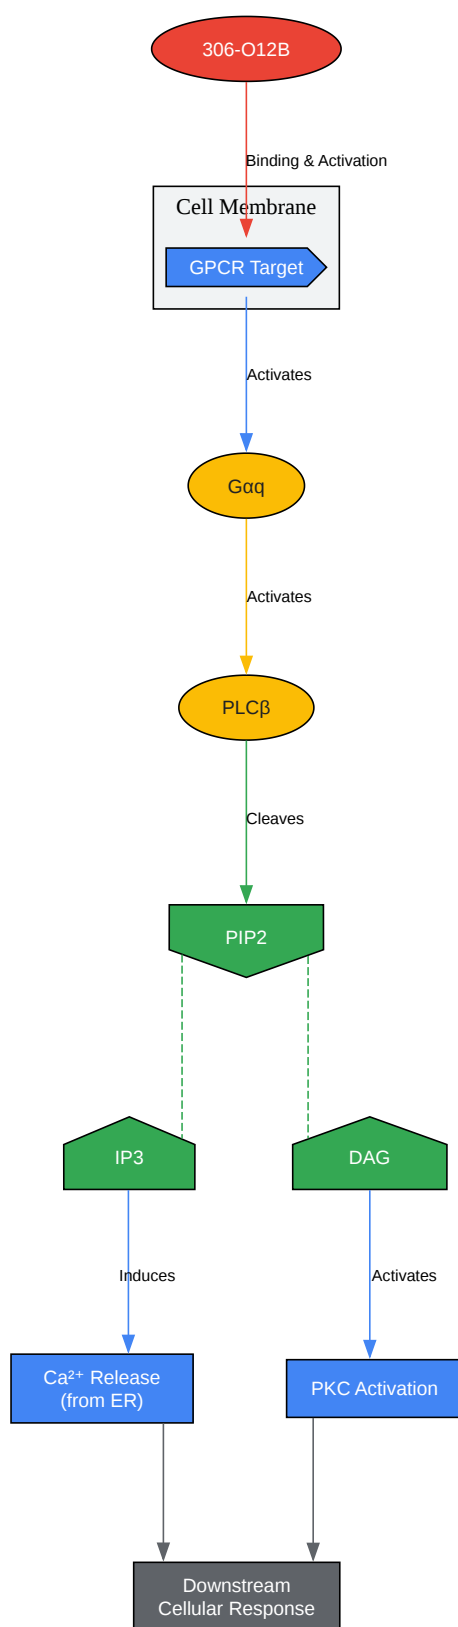 306-O12B
Binding & Activation
Cell Membrane
GPCR Target
Activates
Gαq
Activates
PLCβ
Cleaves
PIP2
IP3
DAG
Induces
Activates
Ca²⁺ Release
(from ER)
PKC Activation
Downstream
Cellular Response